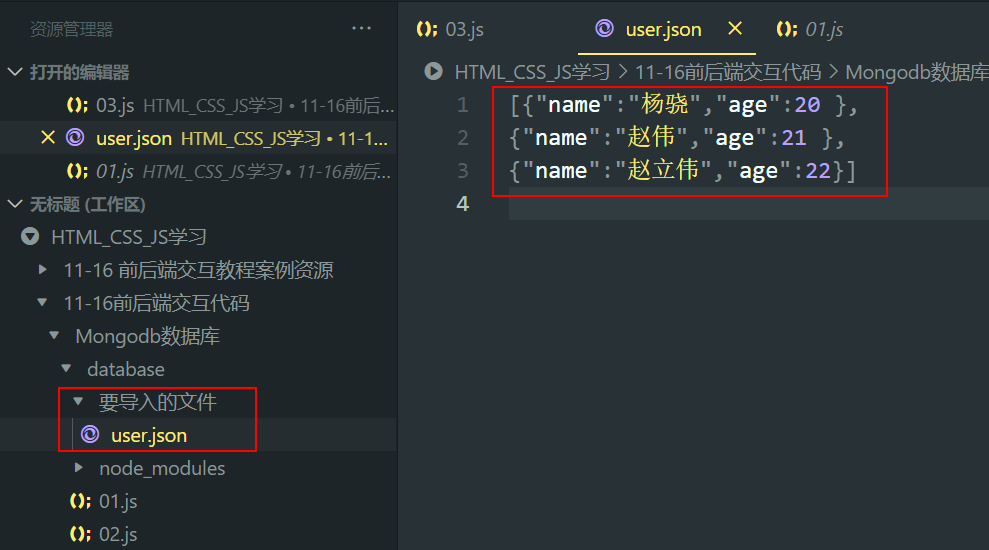 资源管理器
···
打开的编辑器
03.js HTML_CSS_JS学习 • 11-16前后...
user.json HTML_CSS_JS学习 • 11-1...
01.js HTML_CSS_JS学习 • 11-16前后...
无标题 (工作区)
HTML_CSS_JS学习
11-16 前后端交互教程案例资源
11-16前后端交互代码
Mongodb数据库
database
要导入的文件
user.json
node_modules
01.js
02.js
03.js
user.json
01.js
HTML_CSS_JS学习 > 11-16前后端交互代码 > Mongodb数据库
1 [{"name":"杨骁","age":20 },
2 {"name":"赵伟","age":21 },
3 {"name":"赵立伟","age":22}]
4